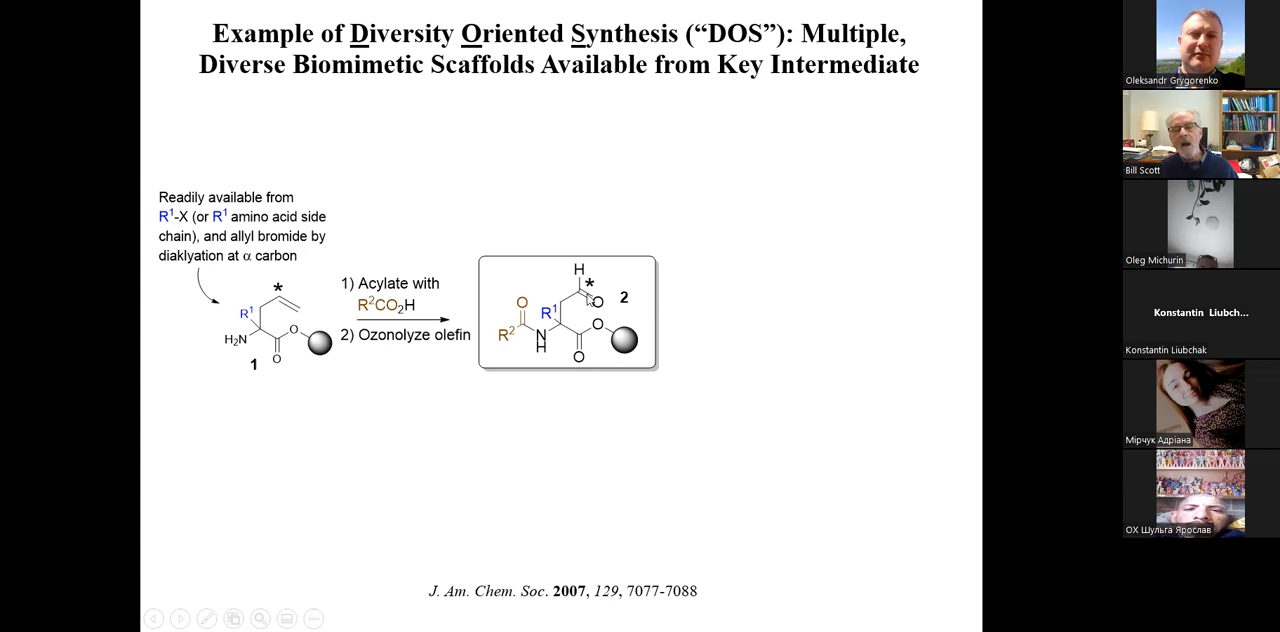 Example of Diversity Oriented Synthesis (“DOS”): Multiple,
Diverse Biomimetic Scaffolds Available from Key Intermediate
Readily available from
R¹-X (or R¹ amino acid side
chain), and allyl bromide by
diaklyation at α carbon
*
R¹
H₂N
O
O
1
1) Acylate with
R²CO₂H
2) Ozonolyze olefin
H
*
O
2
O
R¹
O
R²
N
H
O
J. Am. Chem. Soc. 2007, 129, 7077-7088
Oleksandr Grygorenko
Bill Scott
Oleg Michurin
Konstantin Liubch...
Konstantin Liubchak
Мірчук Адріана
ОХ Шульга Ярослав